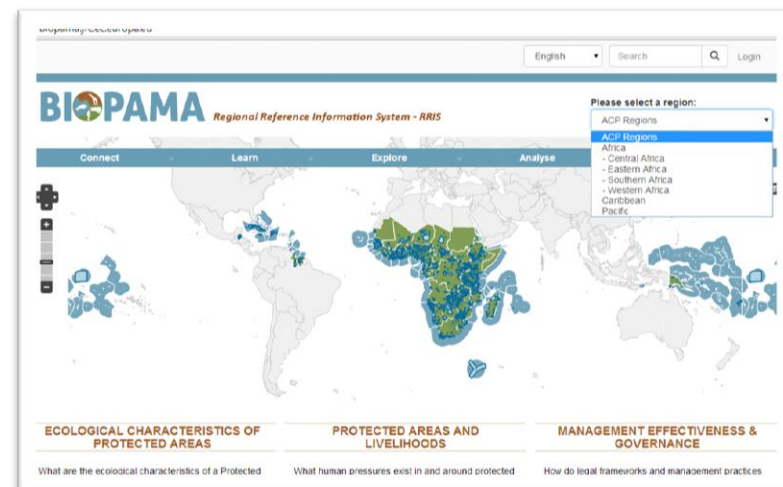 English
Search
Login
BIOPAMA Regional Reference Information System - RRIS
Please select a region:
ACP Regions
ACP Regions
Africa
- Central Africa
- Eastern Africa
- Southern Africa
- Western Africa
Caribbean
Pacific
Connect
Learn
Explore
Analyse
ECOLOGICAL CHARACTERISTICS OF
PROTECTED AREAS
PROTECTED AREAS AND
LIVELIHOODS
MANAGEMENT EFFECTIVENESS &
GOVERNANCE
What are the ecological characteristics of a Protected
What human pressures exist in and around protected
How do legal frameworks and management practices